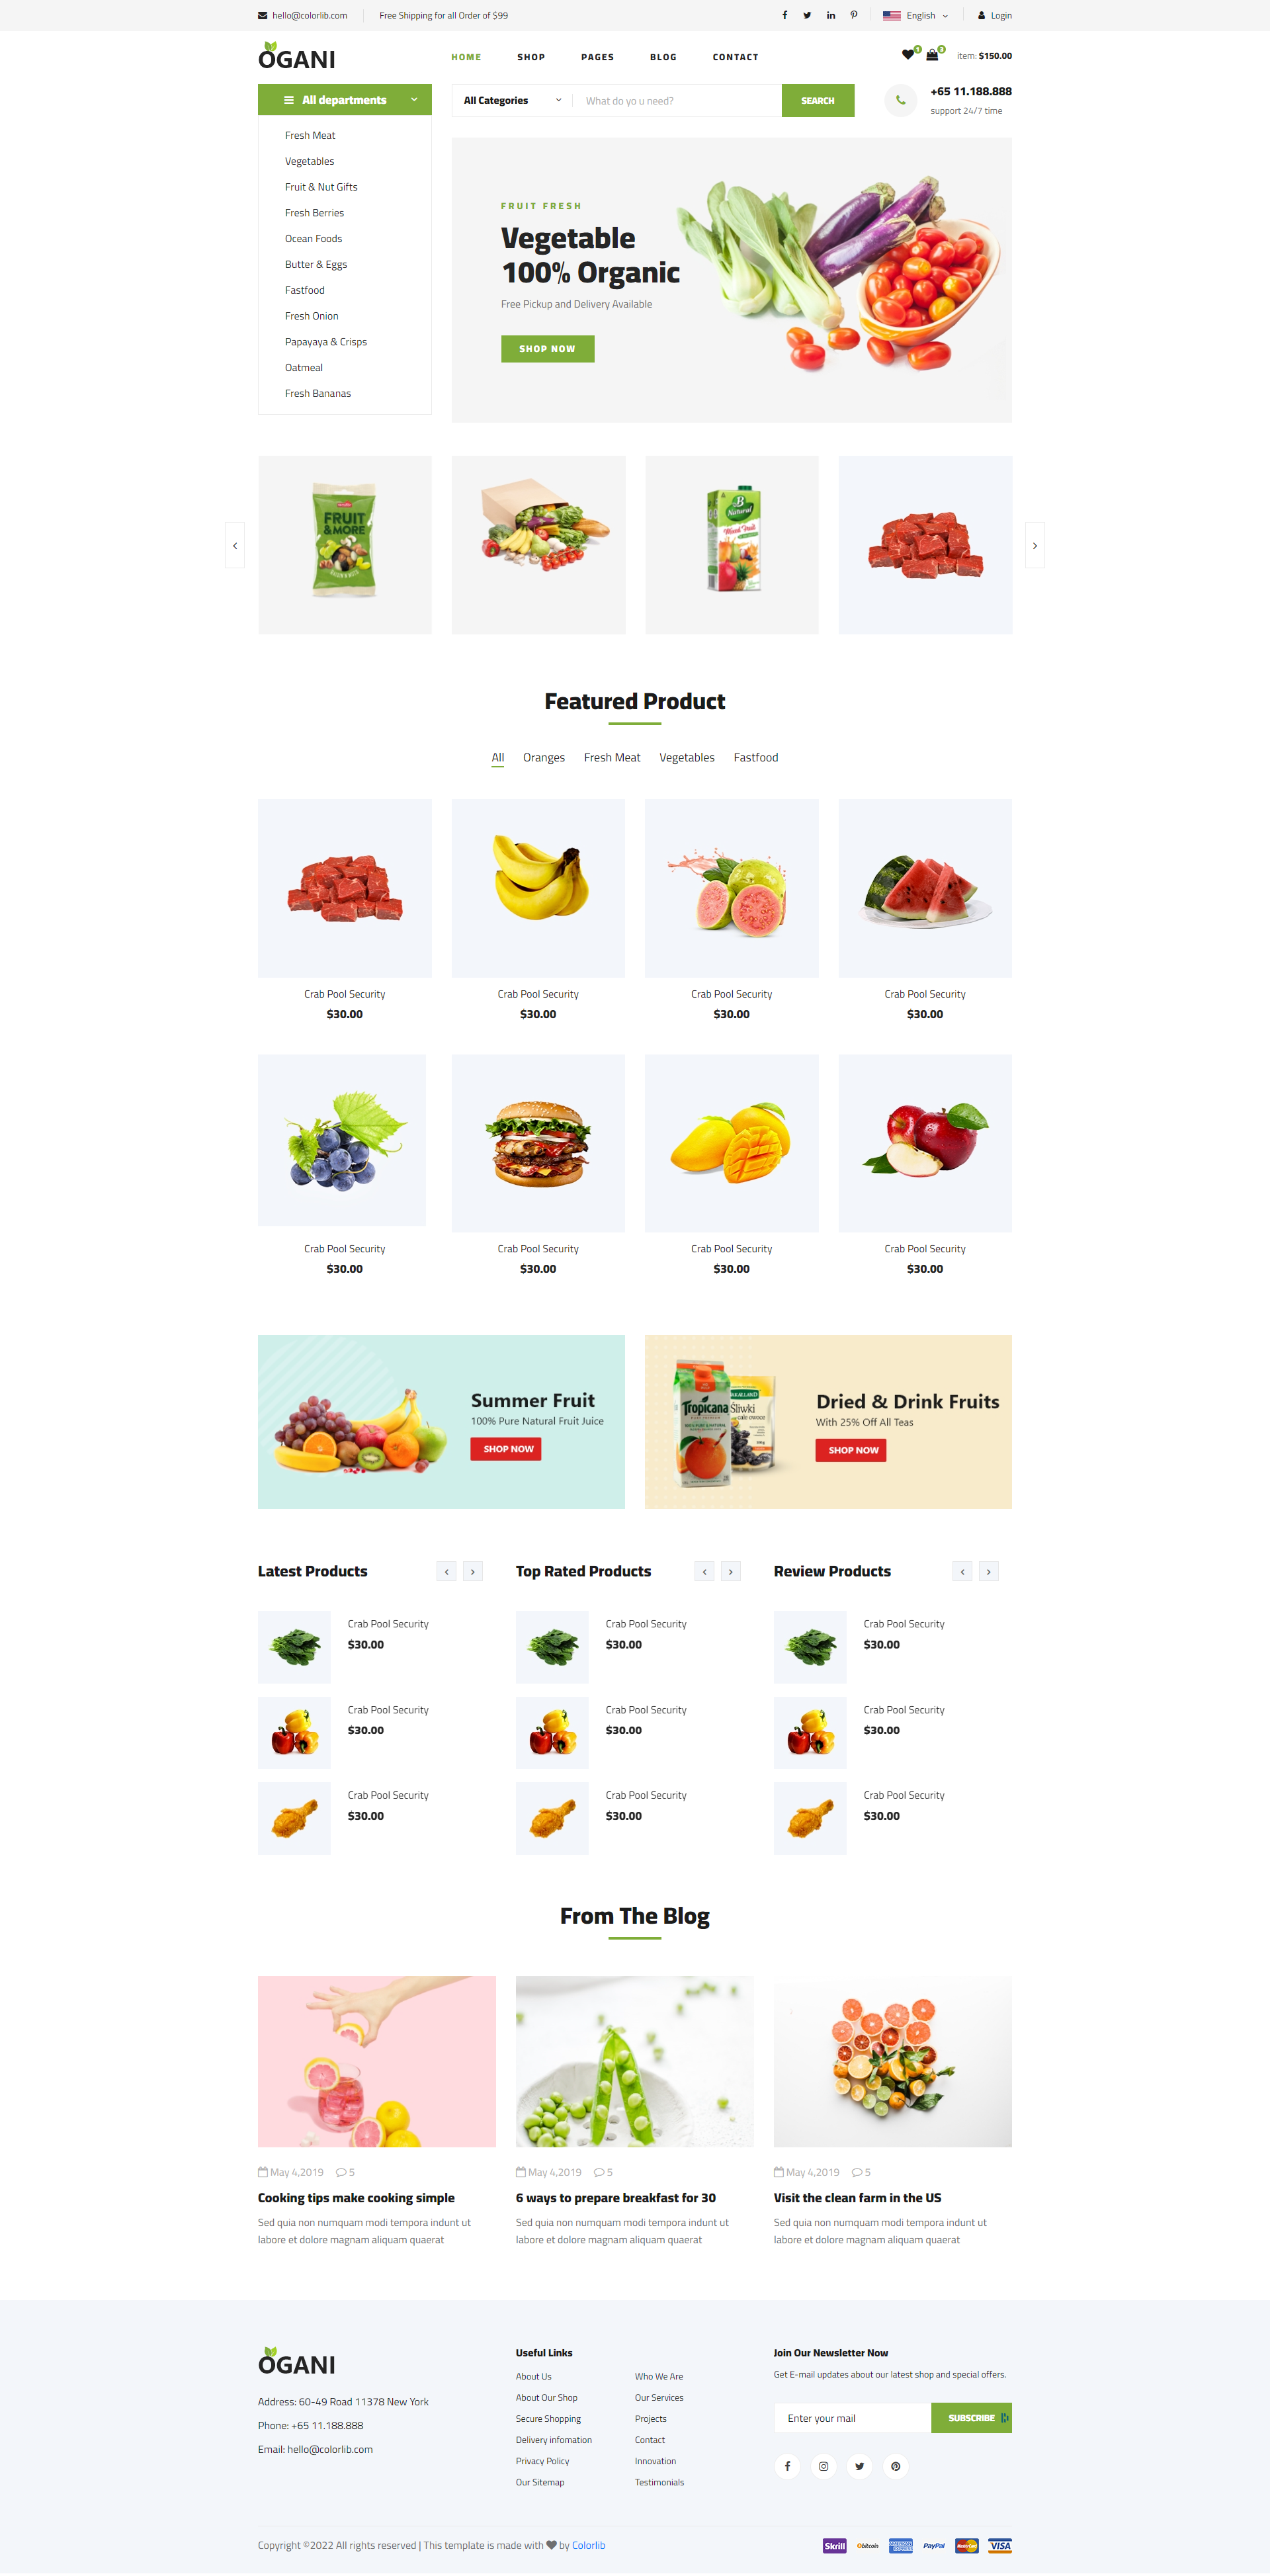 hello@colorlib.com
Free Shipping for all Order of $99
English
Login
OGANI
HOME
SHOP
PAGES
BLOG
CONTACT
1
3
item: $150.00
All departments
All Categories
What do yo u need?
SEARCH
+65 11.188.888
support 24/7 time
Fresh Meat
Vegetables
Fruit & Nut Gifts
Fresh Berries
Ocean Foods
Butter & Eggs
Fastfood
Fresh Onion
Papayaya & Crisps
Oatmeal
Fresh Bananas
FRUIT FRESH
Vegetable
100% Organic
Free Pickup and Delivery Available
SHOP NOW
FRUIT
& MORE
B
Natural
Mixed Fruit
Featured Product
All
Oranges
Fresh Meat
Vegetables
Fastfood
Crab Pool Security
$30.00
Crab Pool Security
$30.00
Crab Pool Security
$30.00
Crab Pool Security
$30.00
Crab Pool Security
$30.00
Crab Pool Security
$30.00
Crab Pool Security
$30.00
Crab Pool Security
$30.00
Summer Fruit
100% Pure Natural Fruit Juice
SHOP NOW
Tropicana
Śliwki
Dried & Drink Fruits
With 25% Off All Teas
SHOP NOW
Latest Products
Crab Pool Security
$30.00
Crab Pool Security
$30.00
Crab Pool Security
$30.00
Top Rated Products
Crab Pool Security
$30.00
Crab Pool Security
$30.00
Crab Pool Security
$30.00
Review Products
Crab Pool Security
$30.00
Crab Pool Security
$30.00
Crab Pool Security
$30.00
From The Blog
May 4,2019 5
Cooking tips make cooking simple
Sed quia non numquam modi tempora indunt ut
labore et dolore magnam aliquam quaerat
May 4,2019 5
6 ways to prepare breakfast for 30
Sed quia non numquam modi tempora indunt ut
labore et dolore magnam aliquam quaerat
May 4,2019 5
Visit the clean farm in the US
Sed quia non numquam modi tempora indunt ut
labore et dolore magnam aliquam quaerat
OGANI
Address: 60-49 Road 11378 New York
Phone: +65 11.188.888
Email: hello@colorlib.com
Useful Links
About Us
About Our Shop
Secure Shopping
Delivery infomation
Privacy Policy
Our Sitemap
Who We Are
Our Services
Projects
Contact
Innovation
Testimonials
Join Our Newsletter Now
Get E-mail updates about our latest shop and special offers.
Enter your mail
SUBSCRIBE
Copyright ©2022 All rights reserved | This template is made with by Colorlib
Skrill
bitcoin
AMERICAN EXPRESS
PayPal
MasterCard
VISA